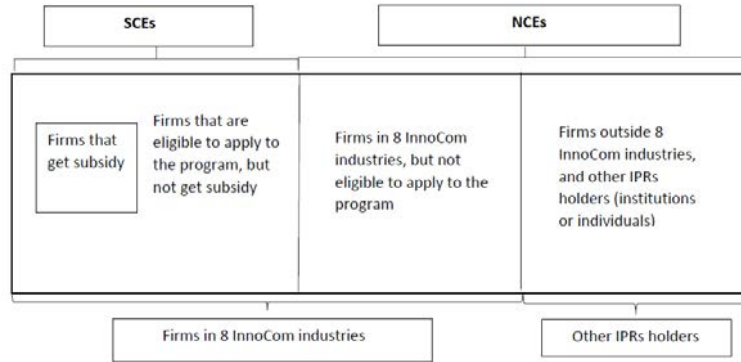 SCEs
NCEs
Firms that
get subsidy
Firms that are
eligible to apply to
the program, but
not get subsidy
Firms in 8 InnoCom
industries, but not
eligible to apply to the
program
Firms outside 8
InnoCom industries,
and other IPRs
holders (institutions
or individuals)
Firms in 8 InnoCom industries
Other IPRs holders